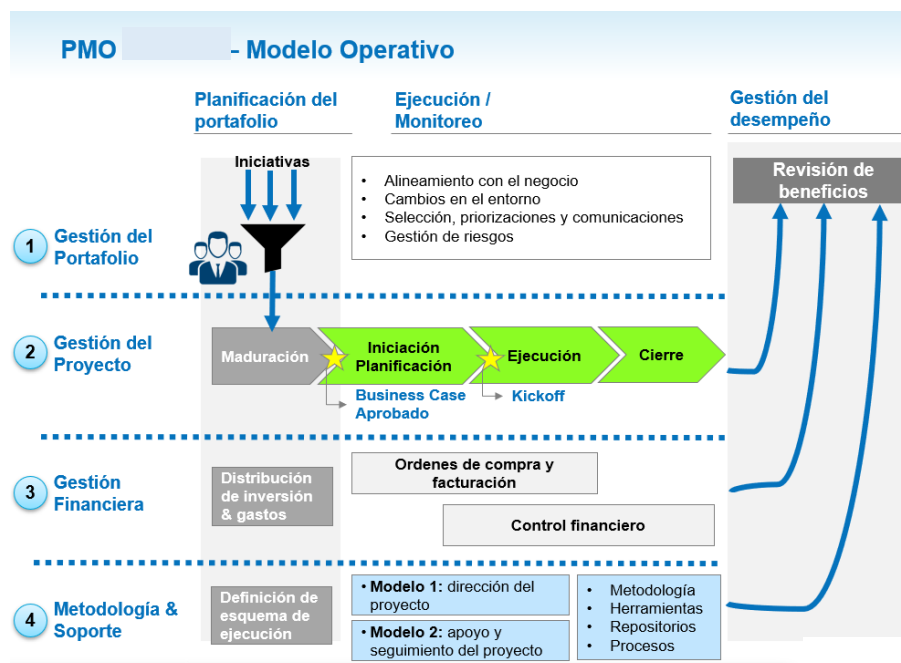 PMO - Modelo Operativo
Planificación del
portafolio
Ejecución /
Monitoreo
Gestión del
desempeño
Iniciativas
• Alineamiento con el negocio
• Cambios en el entorno
• Selección, priorizaciones y comunicaciones
• Gestión de riesgos
Revisión de
beneficios
1
Gestión del
Portafolio
2
Gestión del
Proyecto
Maduración
Iniciación
Planificación
Ejecución
Cierre
Business Case
Aprobado
Kickoff
3
Gestión
Financiera
Distribución
de inversión
& gastos
Ordenes de compra y
facturación
Control financiero
4
Metodología &
Soporte
Definición de
esquema de
ejecución
• Modelo 1: dirección del
proyecto
• Modelo 2: apoyo y
seguimiento del proyecto
• Metodología
• Herramientas
• Repositorios
• Procesos